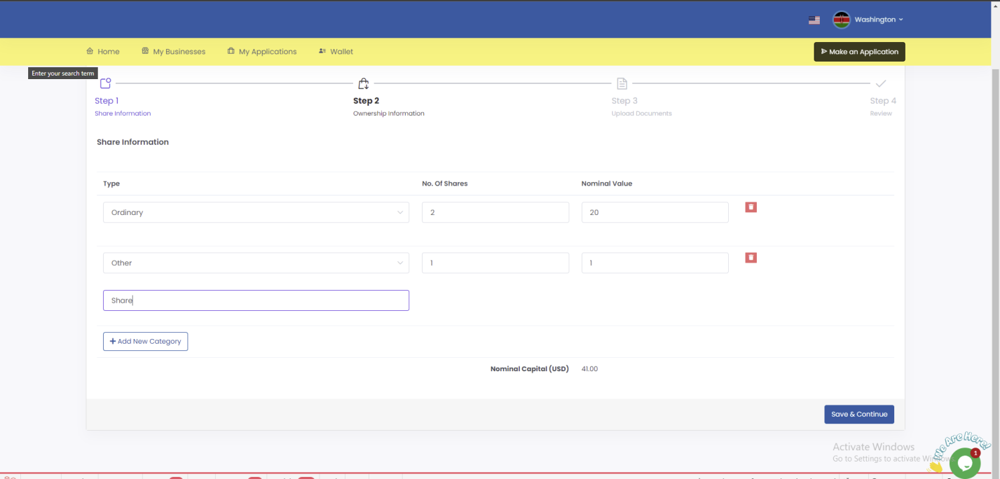 Washington
Home
My Businesses
My Applications
Wallet
Make an Application
Enter your search term
Step 1
Share Information
Step 2
Ownership Information
Step 3
Upload Documents
Step 4
Review
Share Information
Type
No. Of Shares
Nominal Value
Ordinary
2
20
Other
1
1
Share
+ Add New Category
Nominal Capital (USD)
41.00
Save & Continue
Activate Windows
Go to Settings to activate Windows
We Are Here!
1